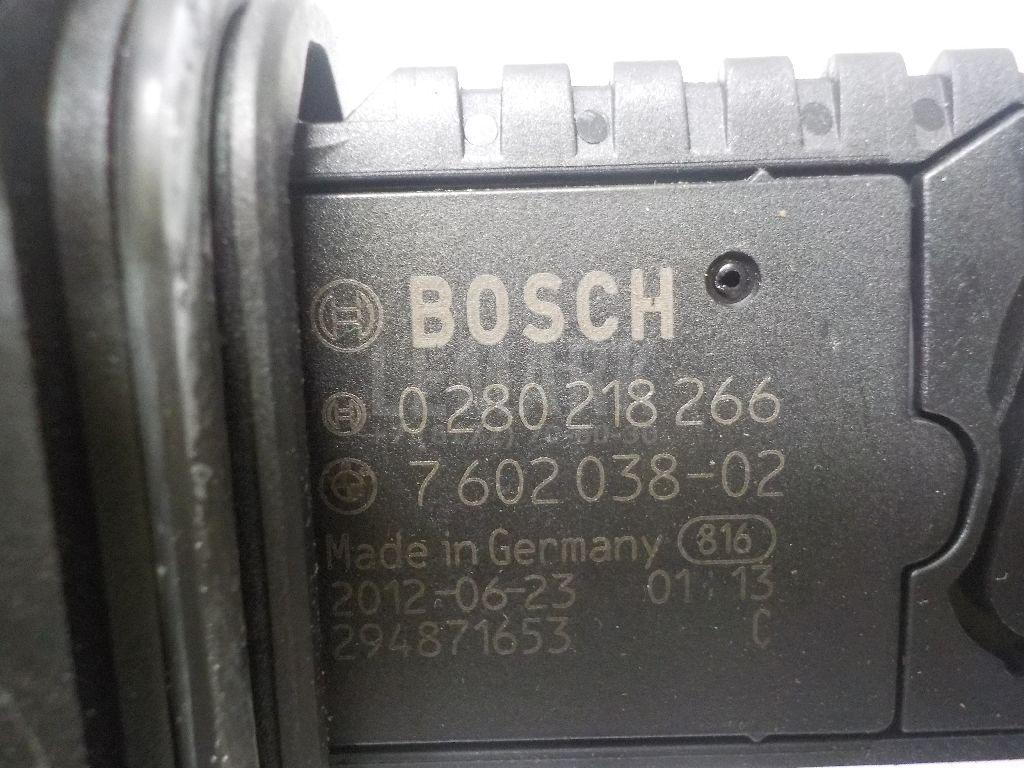 BOSCH
0 280 218 266
7 602 038-02
Made in Germany 816
2012-06-23 01:13
294871653 C